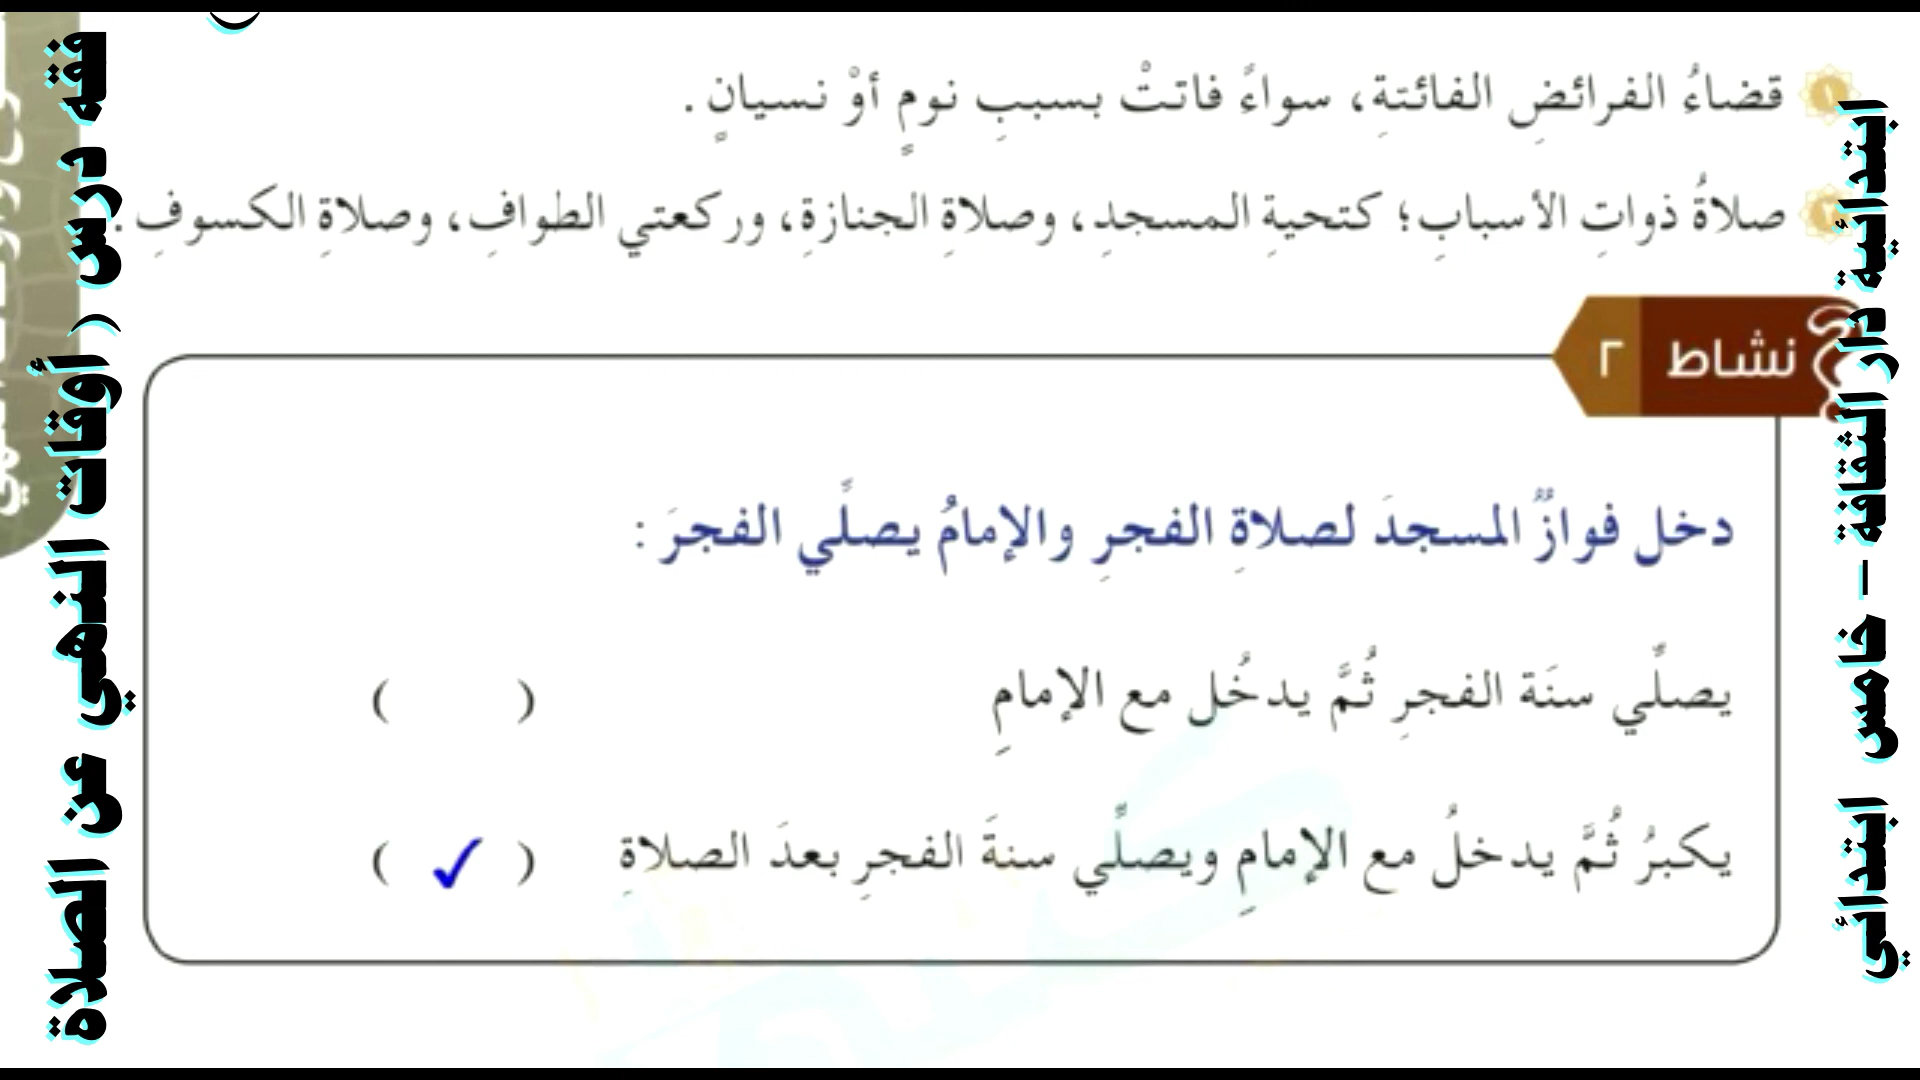 ١ قضاءُ الفرائضِ الفائتةِ، سواءً فاتتْ بسببِ نومٍ أوْ نسيانٍ .
صلاةُ ذواتِ الأسبابِ؛ كتحيةِ المسجدِ، وصلاةِ الجنازةِ، وركعتي الطوافِ، وصلاةِ الكسوفِ .
نشاط ٢
دخل فوازٌ المسجدَ لصلاةِ الفجرِ والإمامُ يصلِّي الفجرَ :
يصلِّي سنَة الفجرِ ثُمَّ يدخُل مع الإمامِ ( )
يكبرُ ثُمَّ يدخلُ مع الإمامِ ويصلِّي سنةَ الفجرِ بعدَ الصلاةِ ( ✓ )
ابتدائية دار الثقافة – خامس ابتدائي
فقه درس ( أوقات النهي عن الصلاة )